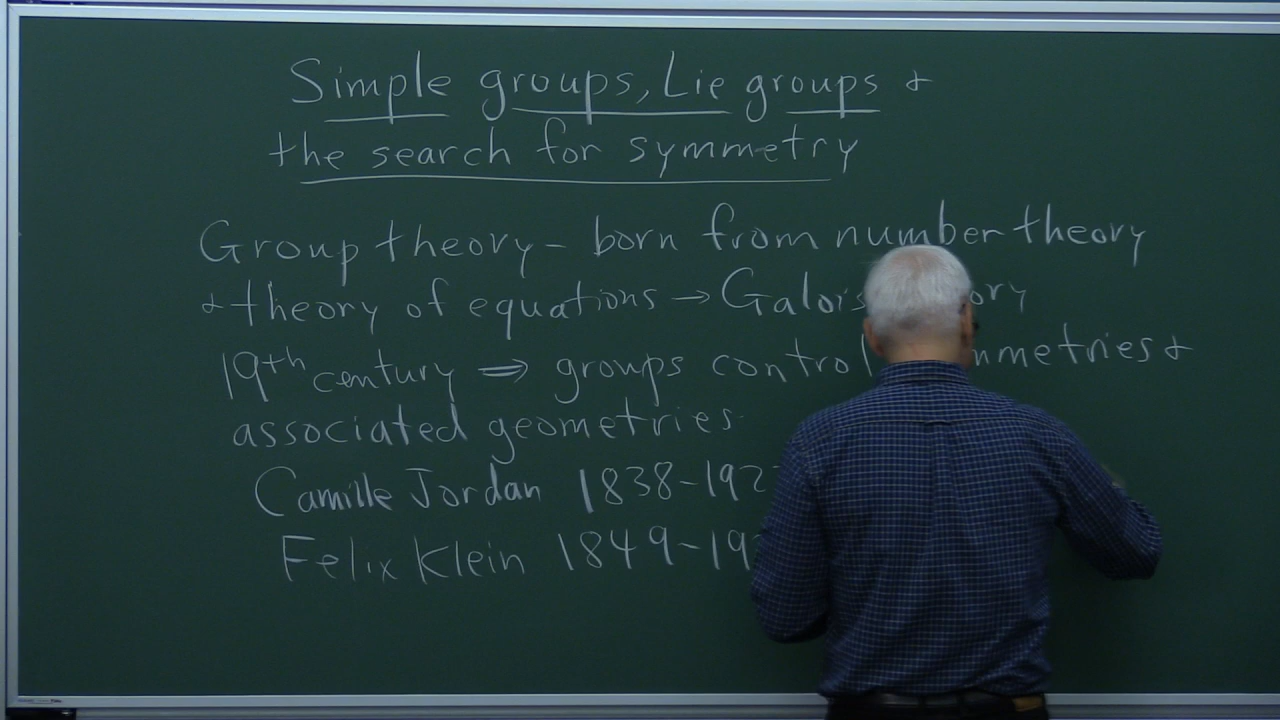 Simple groups, Lie groups &
the search for symmetry
Group theory – born from number theory
& theory of equations → Galois ory
19th century ⇒ groups control mmetries &
associated geometries
Camille Jordan 1838-192
Felix Klein 1849-19